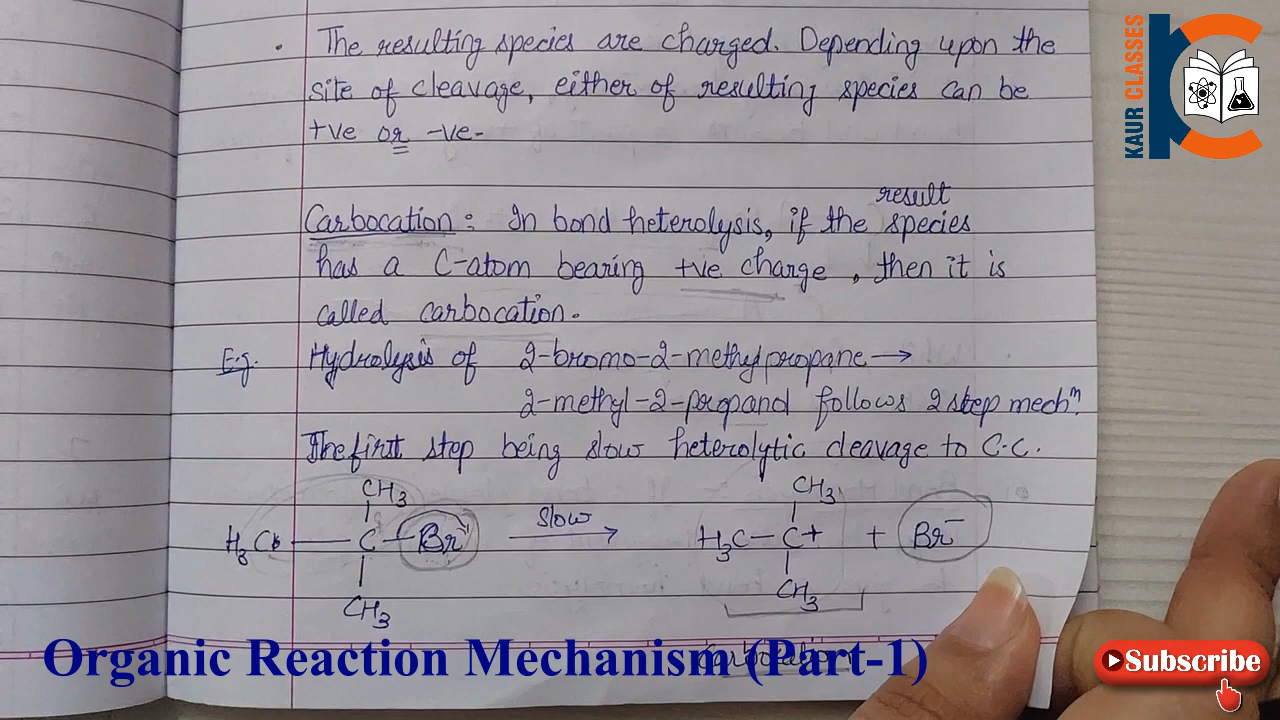 . The resulting species are charged. Depending upon the
site of cleavage, either of resulting species can be
+ve or -ve-
result
Carbocation : In bond heterolysis, if the species
has a C-atom bearing +ve charge, then it is
called carbocation.
E.g. Hydrolysis of 2-bromo-2-methylpropane →
2-methyl-2-propanol follows 2 step mechⁿ.
The first step being slow heterolytic cleavage to C.C.
CH3 CH3
H3C — C — Br slow → H3C — C+ + Br⁻
CH3 CH3
carbocation
Organic Reaction Mechanism (Part-1)
KAUR CLASSES
Subscribe